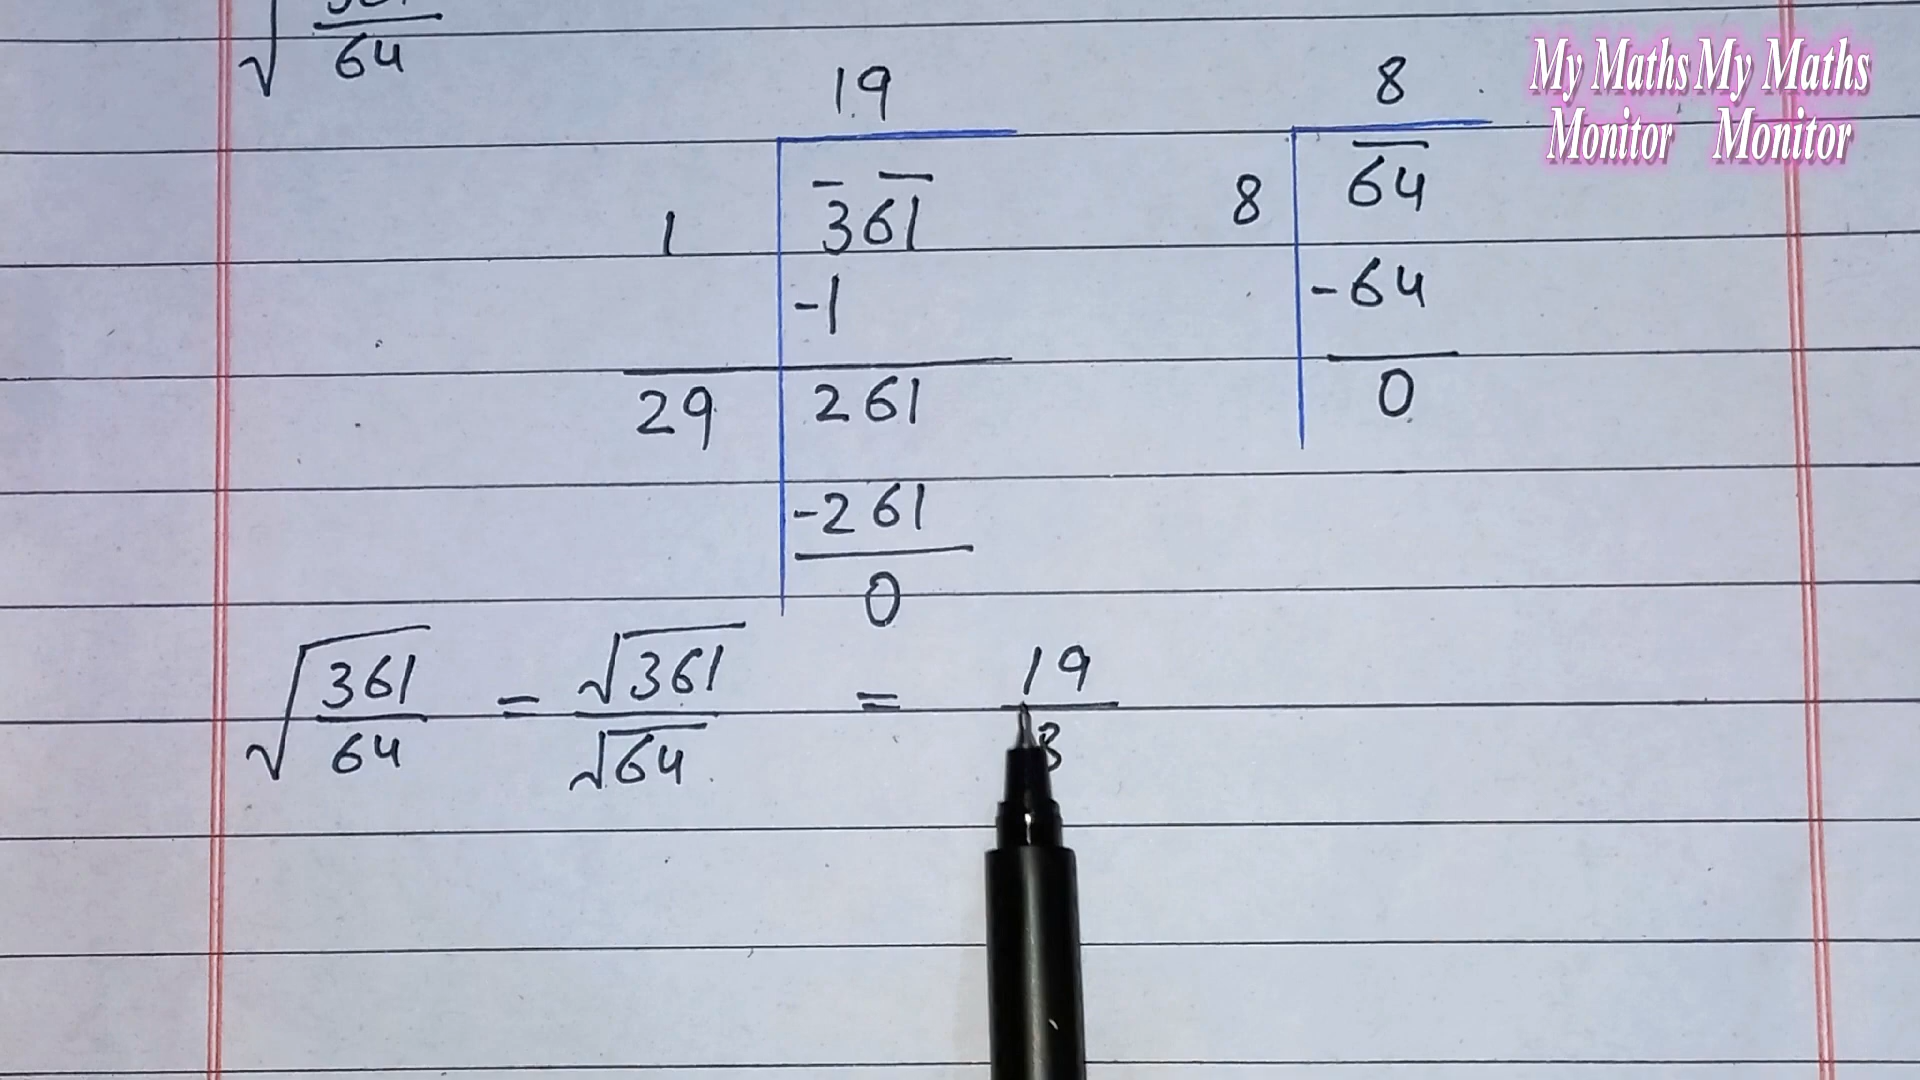 √ 361/64
19
1 | 361
-1
29 | 261
-261
0
8
8 | 64
-64
0
√361/64 = √361/√64 = 19/8
My Maths My Maths
Monitor Monitor